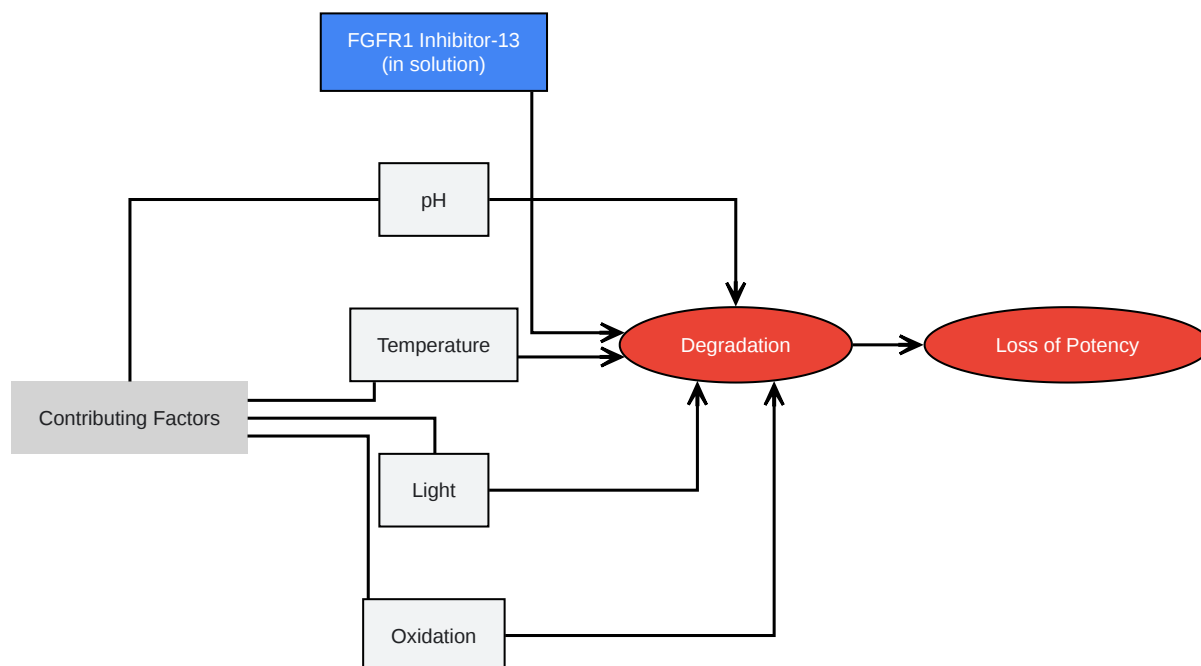 FGFR1 Inhibitor-13
(in solution)
pH
Temperature
Degradation
Loss of Potency
Contributing Factors
Light
Oxidation